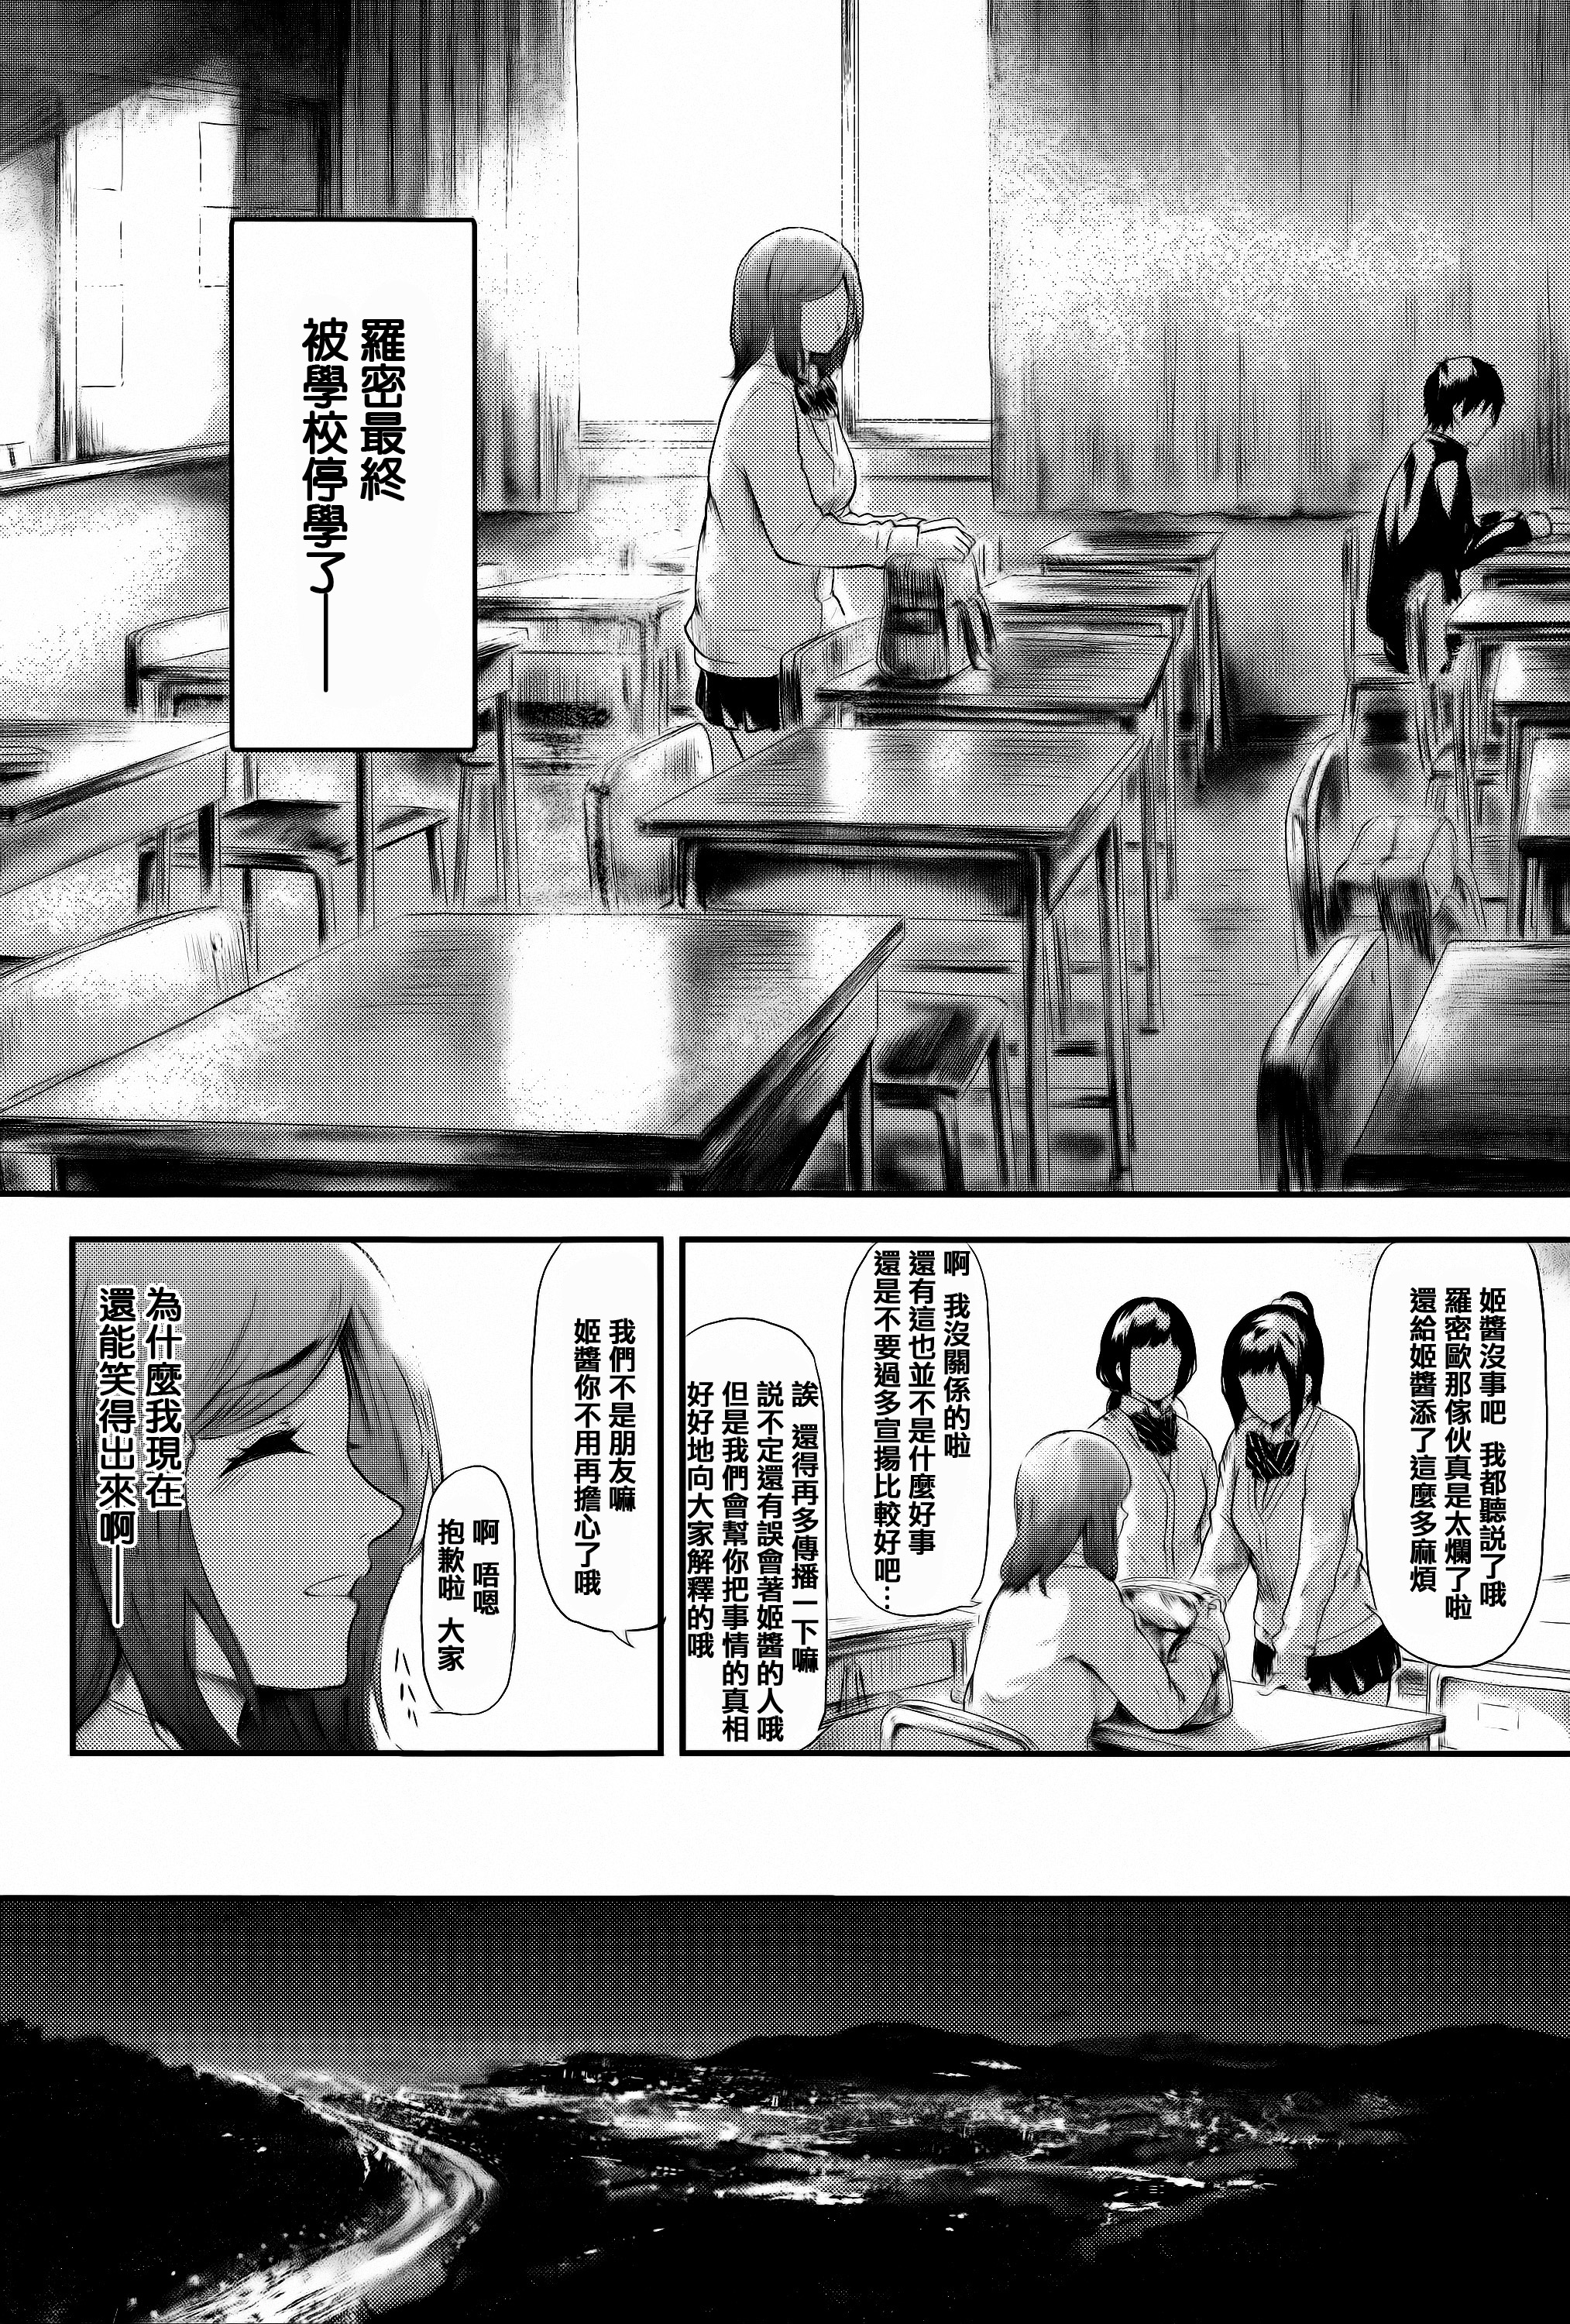 羅密最終
被學校停學了——
姬醬沒事吧 我都聽説了哦
羅密歐那傢伙真是太爛了啦
還給姬醬添了這麼多麻煩
啊 我沒關係的啦
還有這也並不是什麼好事
還是不要過多宣揚比較好吧…
誒 還得再多傳播一下嘛
説不定還有誤會著姬醬的人哦
但是我們會幫你把事情的真相
好好地向大家解釋的哦
我們不是朋友嘛
姬醬你不用再擔心了哦
啊 唔嗯
抱歉啦 大家
為什麼我現在
還能笑得出來啊——